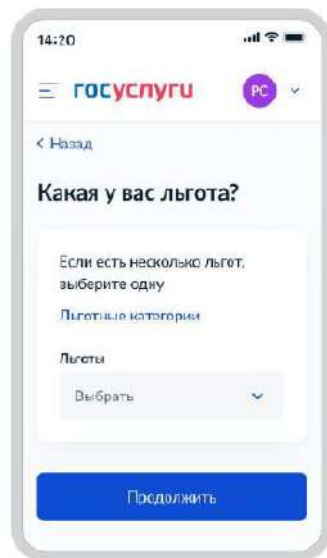 14:20
госуслуги
РС
Назад
Какая у вас льгота?
Если есть несколько льгот,
выберите одну
Льготные категории
Льготы
Выбрать
Продолжить